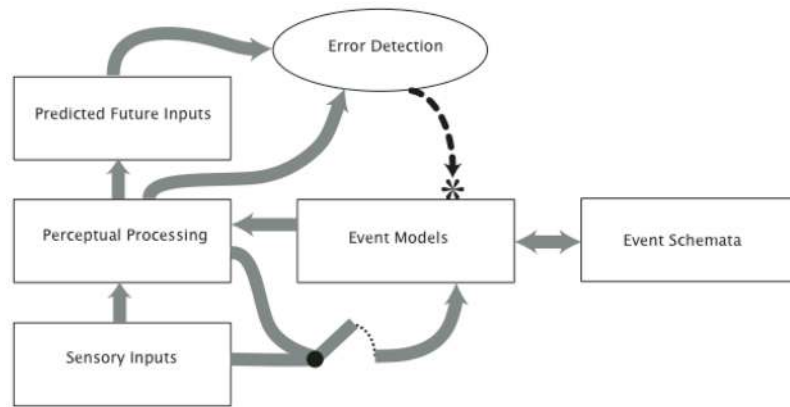 Error Detection
Predicted Future Inputs
Perceptual Processing
Event Models
Event Schemata
Sensory Inputs